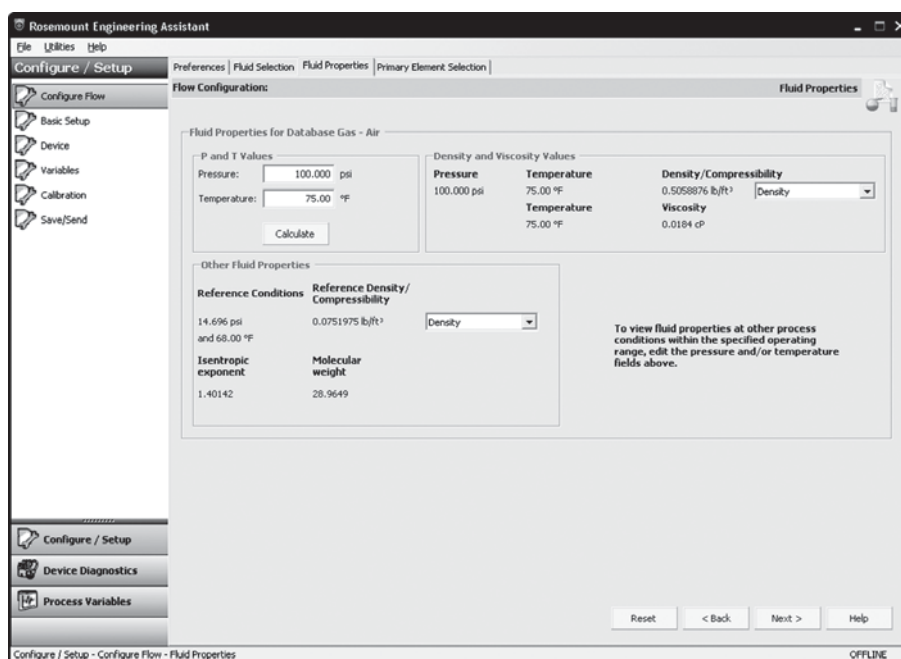 Rosemount Engineering Assistant
File Utilities Help
Configure / Setup
Preferences Fluid Selection Fluid Properties Primary Element Selection
Flow Configuration: Fluid Properties
Configure Flow
Basic Setup
Device
Variables
Calibration
Save/Send
Fluid Properties for Database Gas - Air
P and T Values
Pressure: 100.000 psi
Temperature: 75.00 °F
Calculate
Density and Viscosity Values
Pressure Temperature Density/Compressibility
100.000 psi 75.00 °F 0.5058876 lb/ft³ Density
Temperature Viscosity
75.00 °F 0.0184 cP
Other Fluid Properties
Reference Conditions Reference Density/
Compressibility
14.696 psi 0.0751975 lb/ft³ Density
and 68.00 °F
Isentropic Molecular
exponent weight
1.40142 28.9649
To view fluid properties at other process
conditions within the specified operating
range, edit the pressure and/or temperature
fields above.
Configure / Setup
Device Diagnostics
Process Variables
Reset < Back Next > Help
Configure / Setup - Configure Flow - Fluid Properties OFFLINE